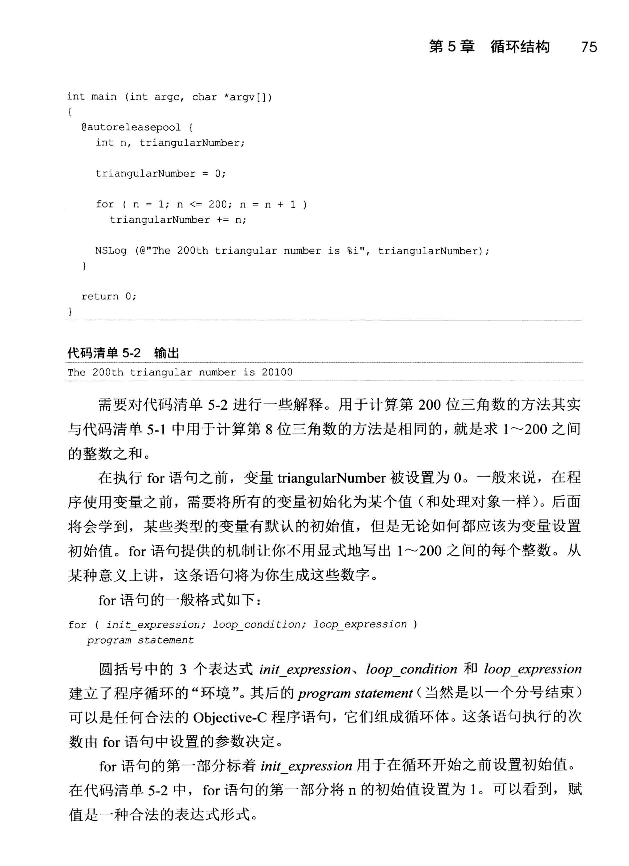 第 5 章 循环结构 75
int main (int argc, char *argv[])
{
@autoreleasepool {
int n, triangularNumber;
triangularNumber = 0;
for ( n = 1; n <= 200; n = n + 1 )
triangularNumber += n;
NSLog (@"The 200th triangular number is %i", triangularNumber);
}
return 0;
}
代码清单 5-2 输出
The 200th triangular number is 20100
需要对代码清单 5-2 进行一些解释。用于计算第 200 位三角数的方法其实
与代码清单 5-1 中用于计算第 8 位三角数的方法是相同的，就是求 1～200 之间
的整数之和。
在执行 for 语句之前，变量 triangularNumber 被设置为 0。一般来说，在程
序使用变量之前，需要将所有的变量初始化为某个值（和处理对象一样）。后面
将会学到，某些类型的变量有默认的初始值，但是无论如何都应该为变量设置
初始值。for 语句提供的机制让你不用显式地写出 1～200 之间的每个整数。从
某种意义上讲，这条语句将为你生成这些数字。
for 语句的一般格式如下：
for ( init_expression; loop_condition; loop_expression )
program statement
圆括号中的 3 个表达式 init_expression、loop_condition 和 loop_expression
建立了程序循环的“环境”。其后的 program statement（当然是以一个分号结束）
可以是任何合法的 Objective-C 程序语句，它们组成循环体。这条语句执行的次
数由 for 语句中设置的参数决定。
for 语句的第一部分标着 init_expression 用于在循环开始之前设置初始值。
在代码清单 5-2 中，for 语句的第一部分将 n 的初始值设置为 1。可以看到，赋
值是一种合法的表达式形式。